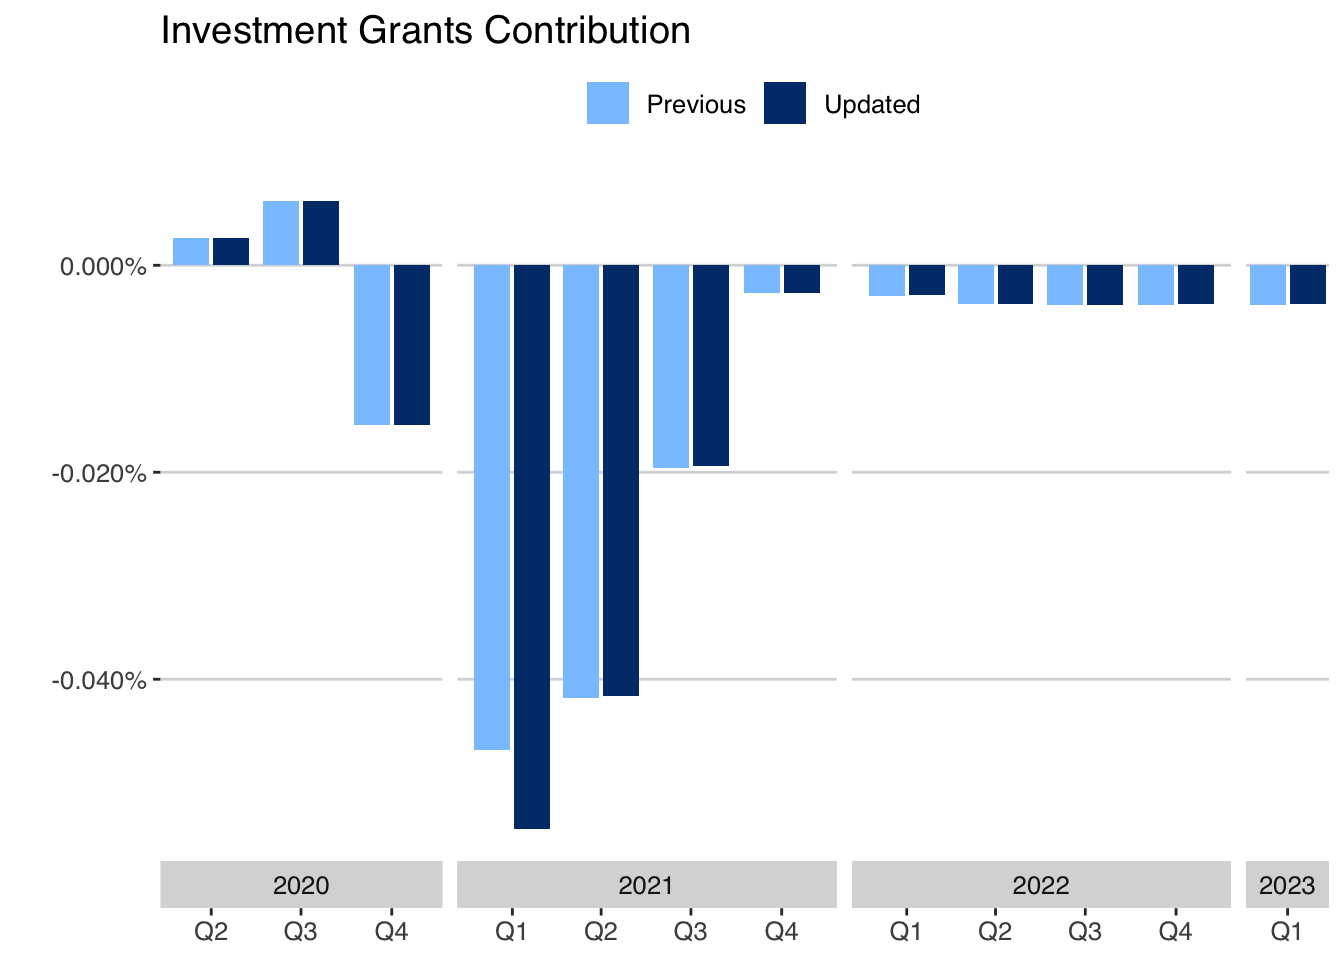 Investment Grants Contribution
Previous Updated
0.000%
-0.020%
-0.040%
2020 2021 2022 2023
Q2 Q3 Q4 Q1 Q2 Q3 Q4 Q1 Q2 Q3 Q4 Q1